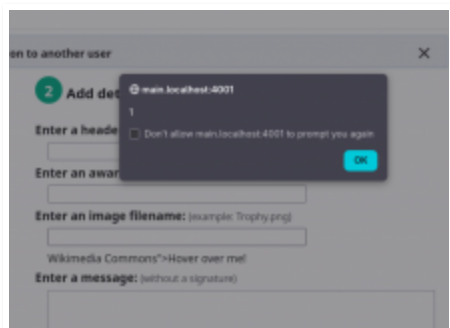 en to another user
2 Add det
main.localhost:4001
1
Don't allow main.localhost:4001 to prompt you again
OK
Enter a heade
Enter an awar
Enter an image filename: (example: Trophy.png)
Wikimedia Commons">Hover over me!
Enter a message: (without a signature)